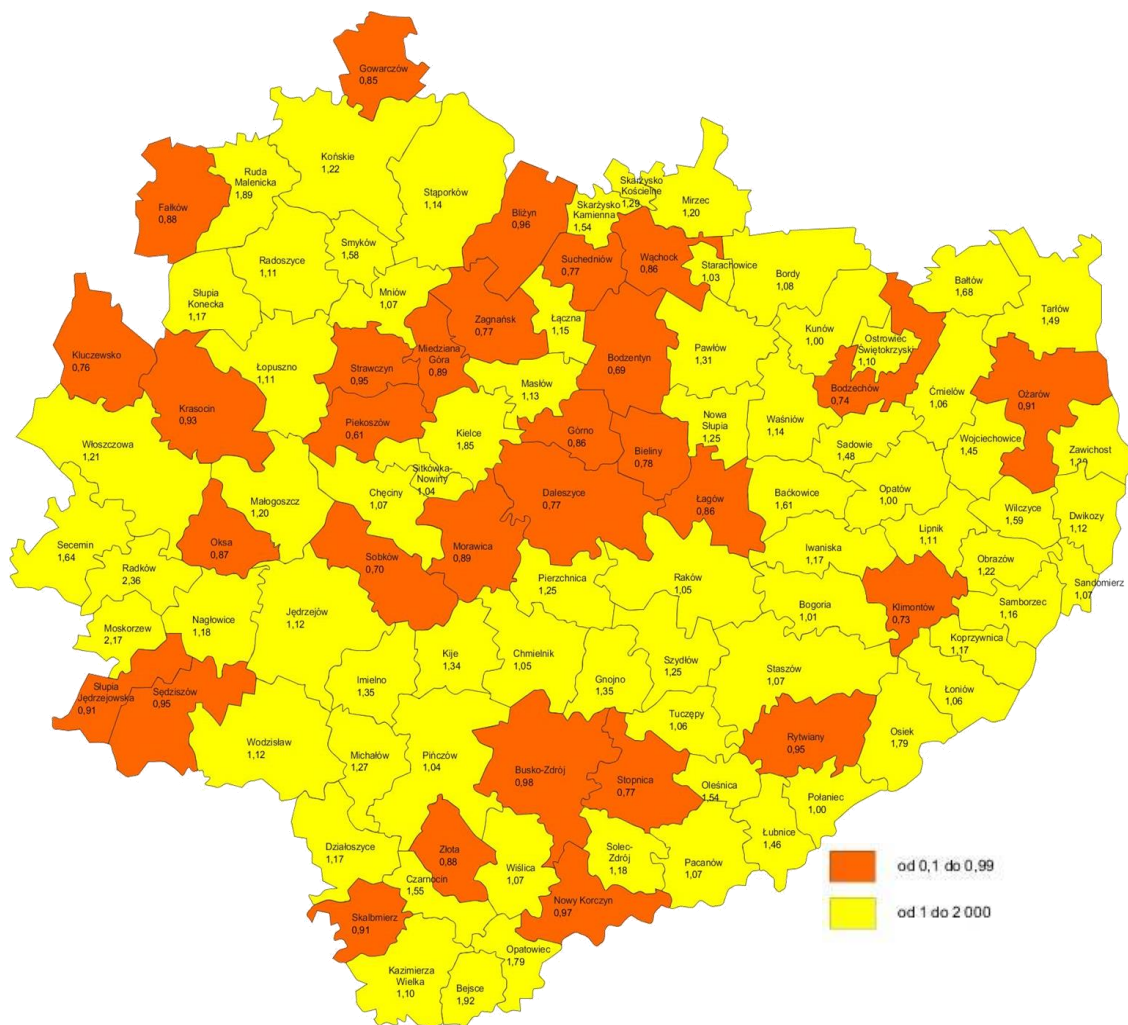 Gowarczów
0,85
Końskie
1,22
Ruda
Malenicka
1,89
Stąporków
1,14
Fałków
0,88
Bliżyn
0,96
Skarżysko
Kościelne
1,29
Skarżysko
Kamienna
1,54
Mirzec
1,20
Smyków
1,58
Radoszyce
1,11
Suchedniów
0,77
Wąchock
0,86
Starachowice
1,03
Bordy
1,08
Bałtów
1,68
Tarłów
1,49
Słupia
Konecka
1,17
Mniów
1,07
Zagnańsk
0,77
Łączna
1,15
Kunów
1,00
Ostrowiec
Świętokrzyski
1,10
Kluczewsko
0,76
Łopuszno
1,11
Strawczyn
0,95
Miedziana
Góra
0,89
Bodzentyn
0,69
Pawłów
1,31
Bodzechów
0,74
Ćmielów
1,06
Ożarów
0,91
Krasocin
0,93
Masłów
1,13
Piekoszów
0,61
Kielce
1,85
Górno
0,86
Nowa
Słupia
1,25
Waśniów
1,14
Sadowie
1,48
Wojciechowice
1,45
Zawichost
Włoszczowa
1,21
Bieliny
0,78
Sitkówka-
Nowiny
1,04
Chęciny
1,07
Małogoszcz
1,20
Daleszyce
0,77
Łagów
0,86
Baćkowice
1,61
Opatów
1,00
Wilczyce
1,59
Dwikozy
1,12
Oksa
0,87
Secemin
1,64
Sobków
0,70
Morawica
0,89
Iwaniska
1,17
Lipnik
1,11
Obrazów
1,22
Radków
2,36
Pierzchnica
1,25
Raków
1,05
Sandomierz
1,07
Moskorzew
2,17
Nagłowice
1,18
Jędrzejów
1,12
Bogoria
1,01
Klimontów
0,73
Samborzec
1,16
Koprzywnica
1,17
Kije
1,34
Chmielnik
1,05
Gnojno
1,35
Szydłów
1,25
Staszów
1,07
Imielno
1,35
Słupia
Jędrzejowska
0,91
Sędziszów
0,95
Łoniów
1,06
Tuczępy
1,06
Rytwiany
0,95
Osiek
1,79
Wodzisław
1,12
Michałów
1,27
Pińczów
1,04
Busko-Zdrój
0,98
Stopnica
0,77
Oleśnica
1,54
Połaniec
1,00
Łubnice
1,46
Działoszyce
1,17
Złota
0,88
Wiślica
1,07
Solec-
Zdrój
1,18
Pacanów
1,07
Czarnocin
1,55
Nowy Korczyn
0,97
Skalbmierz
0,91
Opatowiec
1,79
Kazimierza
Wielka
1,10
Bejsce
1,92
od 0,1 do 0,99
od 1 do 2 000